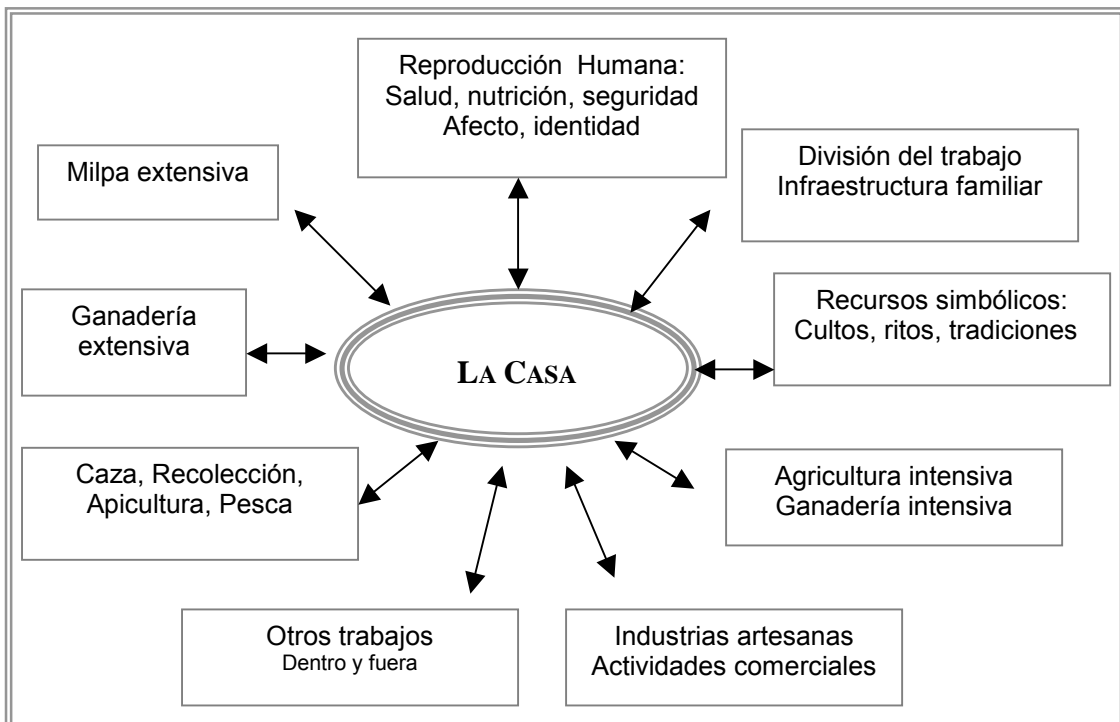 Reproducción Humana:
Salud, nutrición, seguridad
Afecto, identidad
Milpa extensiva
División del trabajo
Infraestructura familiar
Ganadería
extensiva
Recursos simbólicos:
Cultos, ritos, tradiciones
LA CASA
Caza, Recolección,
Apicultura, Pesca
Agricultura intensiva
Ganadería intensiva
Otros trabajos
Dentro y fuera
Industrias artesanas
Actividades comerciales